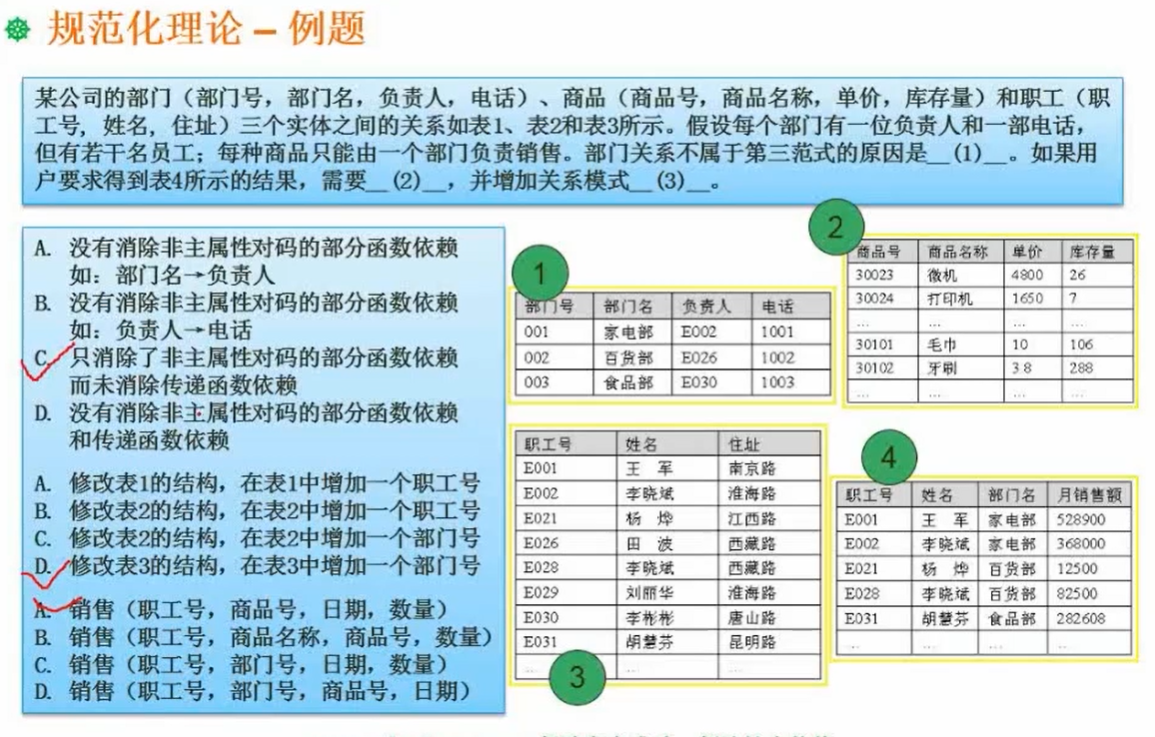 规范化理论 – 例题
某公司的部门（部门号，部门名，负责人，电话）、商品（商品号，商品名称，单价，库存量）和职工（职
工号，姓名，住址）三个实体之间的关系如表1、表2和表3所示。假设每个部门有一位负责人和一部电话，
但有若干名员工；每种商品只能由一个部门负责销售。部门关系不属于第三范式的原因是__(1)__。如果用
户要求得到表4所示的结果，需要__(2)__，并增加关系模式__(3)__。
A. 没有消除非主属性对码的部分函数依赖
如：部门名→负责人
B. 没有消除非主属性对码的部分函数依赖
如：负责人→电话
C. 只消除了非主属性对码的部分函数依赖
而未消除传递函数依赖
D. 没有消除非主属性对码的部分函数依赖
和传递函数依赖
A. 修改表1的结构，在表1中增加一个职工号
B. 修改表2的结构，在表2中增加一个职工号
C. 修改表2的结构，在表2中增加一个部门号
D. 修改表3的结构，在表3中增加一个部门号
A. 销售（职工号，商品号，日期，数量）
B. 销售（职工号，商品名称，商品号，数量）
C. 销售（职工号，部门号，日期，数量）
D. 销售（职工号，部门号，商品号，日期）
1
部门号 部门名 负责人 电话
001 家电部 E002 1001
002 百货部 E026 1002
003 食品部 E030 1003
2
商品号 商品名称 单价 库存量
30023 微机 4800 26
30024 打印机 1650 7
… … … …
30101 毛巾 10 106
30102 牙刷 3.8 288
… … … …
职工号 姓名 住址
E001 王 军 南京路
E002 李晓斌 淮海路
E021 杨 烨 江西路
E026 田 波 西藏路
E028 李晓斌 西藏路
E029 刘丽华 淮海路
E030 李彬彬 唐山路
E031 胡慧芬 昆明路
… … …
3
4
职工号 姓名 部门名 月销售额
E001 王 军 家电部 528900
E002 李晓斌 家电部 368000
E021 杨 烨 百货部 12500
E028 李晓斌 百货部 82500
E031 胡慧芬 食品部 282608
… … … …